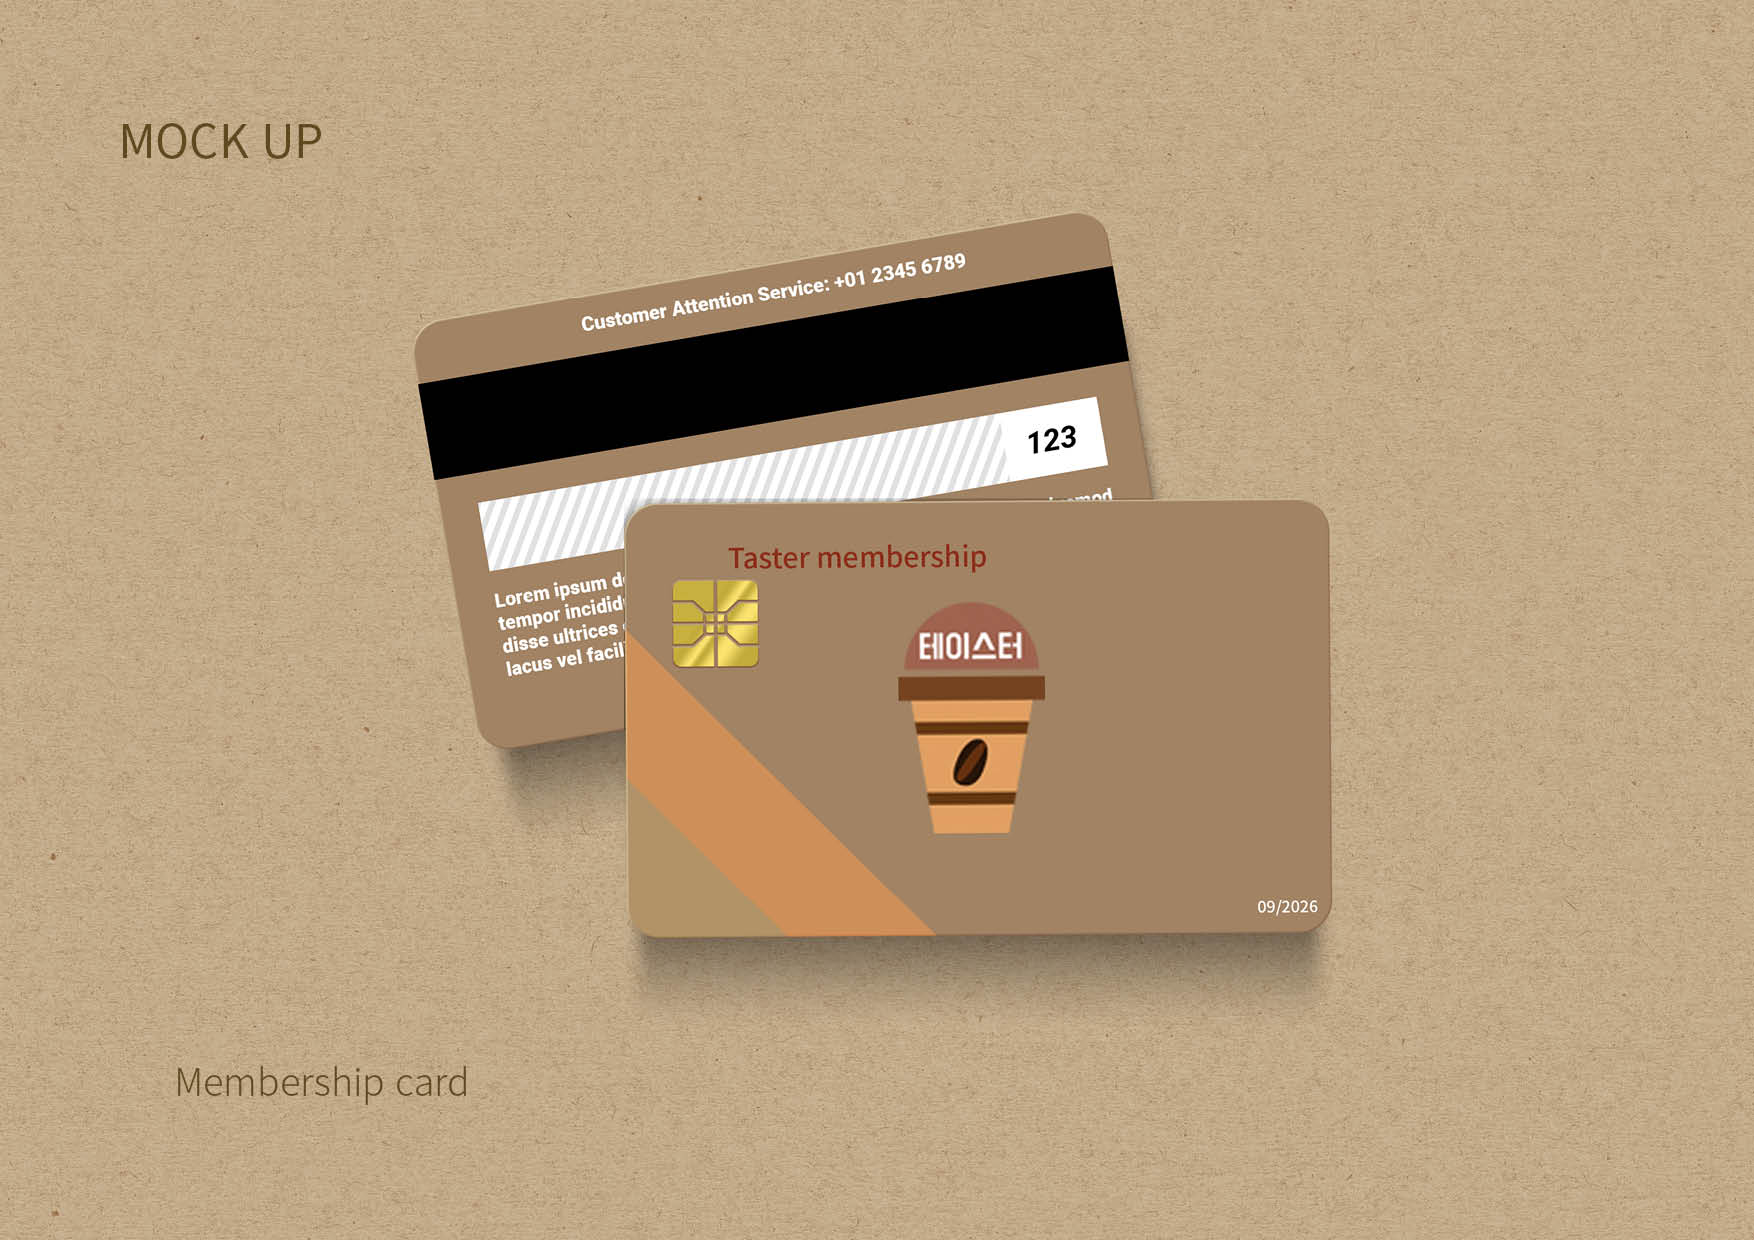 MOCK UP
Customer Attention Service: +01 2345 6789
123
Lorem ipsum
tempor
disse ultrices
lacus vel
Taster membership
테이스터
09/2026
Membership card